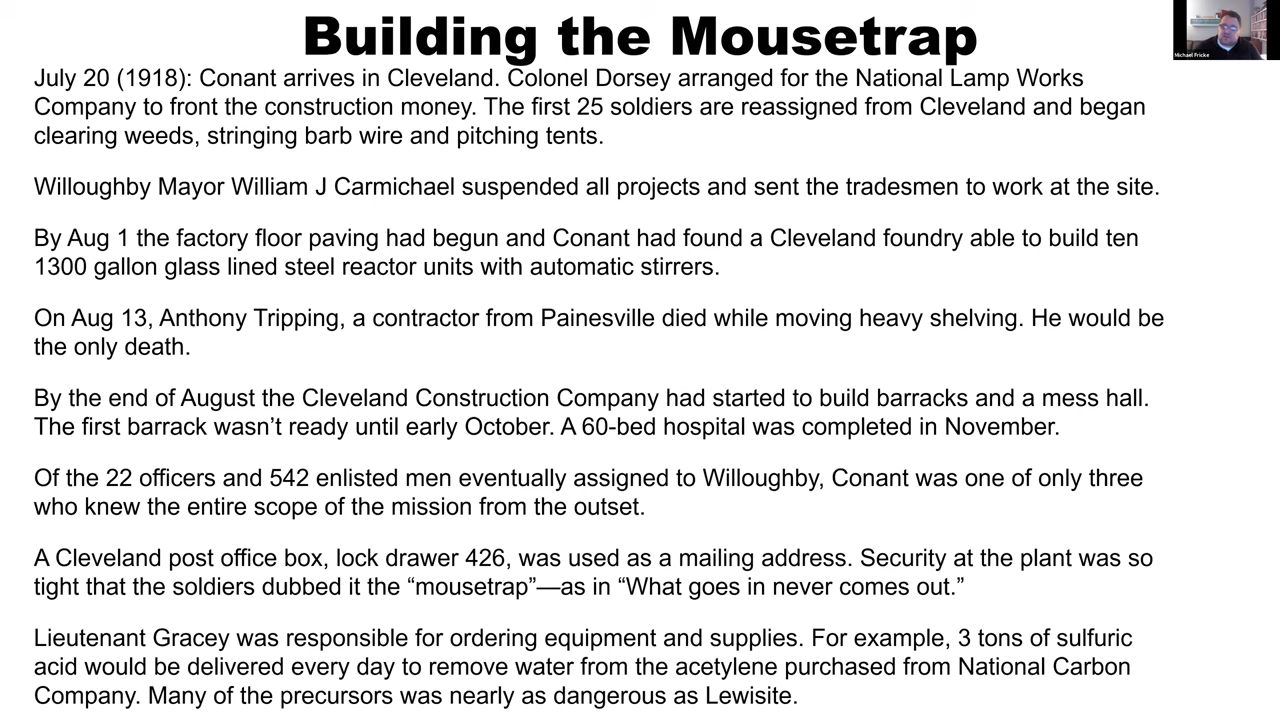 Building the Mousetrap
Michael Fricke
July 20 (1918): Conant arrives in Cleveland. Colonel Dorsey arranged for the National Lamp Works
Company to front the construction money. The first 25 soldiers are reassigned from Cleveland and began
clearing weeds, stringing barb wire and pitching tents.
Willoughby Mayor William J Carmichael suspended all projects and sent the tradesmen to work at the site.
By Aug 1 the factory floor paving had begun and Conant had found a Cleveland foundry able to build ten
1300 gallon glass lined steel reactor units with automatic stirrers.
On Aug 13, Anthony Tripping, a contractor from Painesville died while moving heavy shelving. He would be
the only death.
By the end of August the Cleveland Construction Company had started to build barracks and a mess hall.
The first barrack wasn’t ready until early October. A 60-bed hospital was completed in November.
Of the 22 officers and 542 enlisted men eventually assigned to Willoughby, Conant was one of only three
who knew the entire scope of the mission from the outset.
A Cleveland post office box, lock drawer 426, was used as a mailing address. Security at the plant was so
tight that the soldiers dubbed it the “mousetrap”—as in “What goes in never comes out.”
Lieutenant Gracey was responsible for ordering equipment and supplies. For example, 3 tons of sulfuric
acid would be delivered every day to remove water from the acetylene purchased from National Carbon
Company. Many of the precursors was nearly as dangerous as Lewisite.